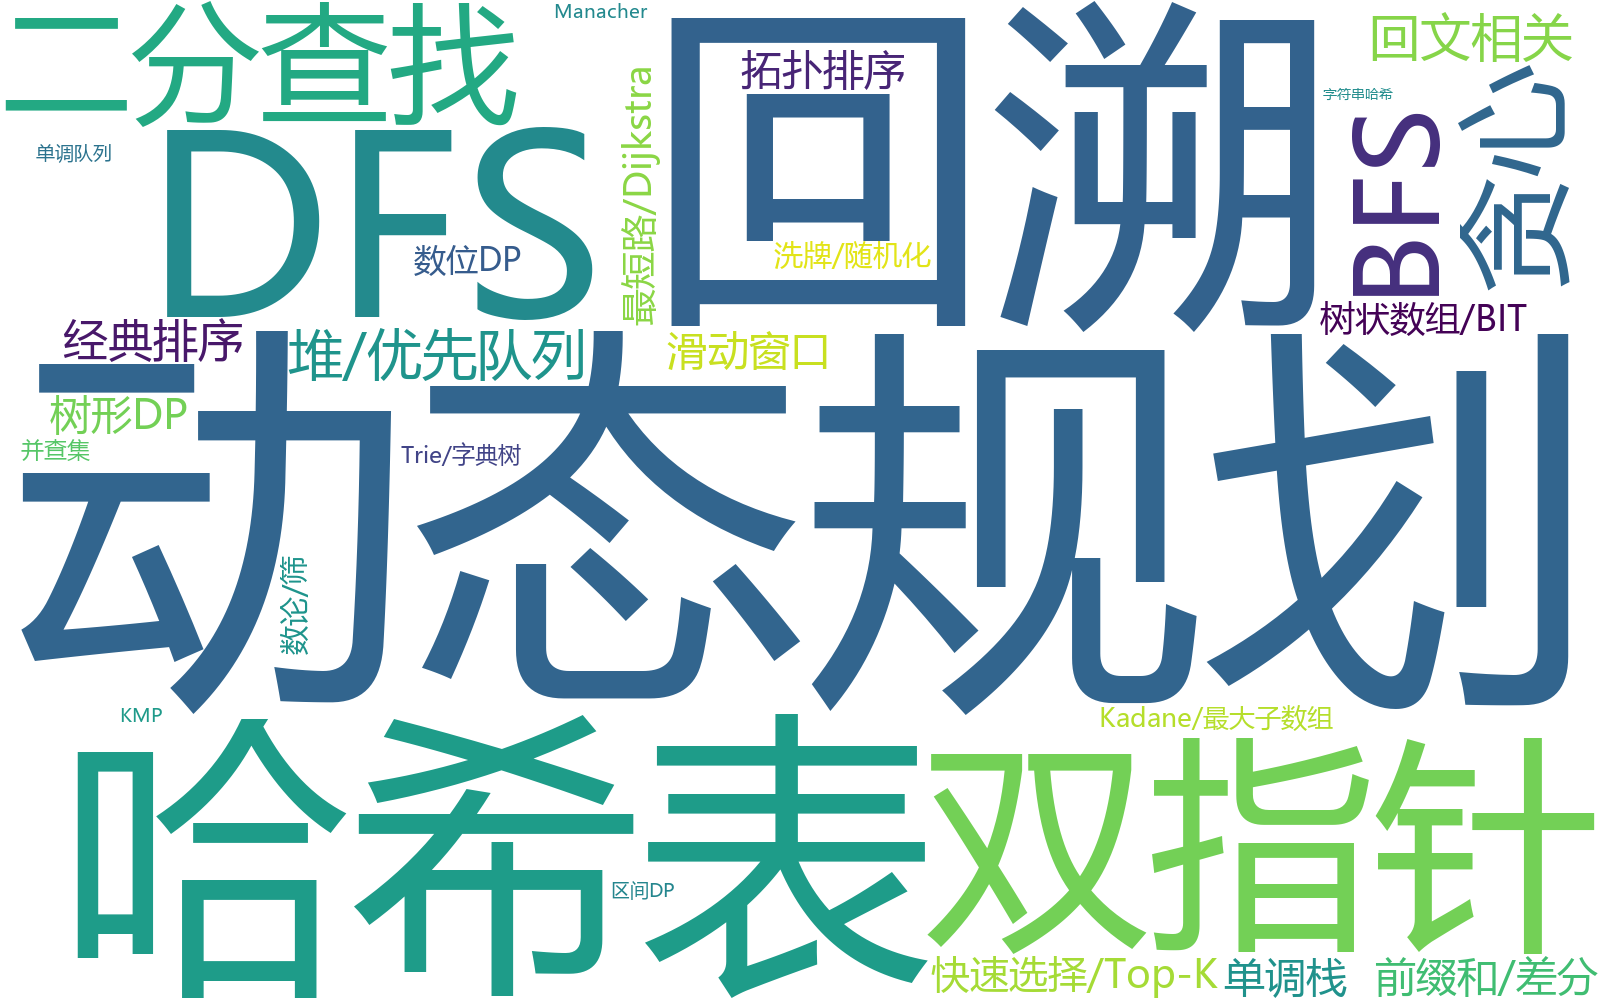 二分查找
Manacher
回溯
拓扑排序
回文相关
字符串哈希
单调队列
DFS
数位DP
最短路/Dijkstra
洗牌/随机化
BFS
贪心
树状数组/BIT
经典排序
堆/优先队列
滑动窗口
动态规划
树形DP
并查集
Trie/字典树
数论/筛
KMP
Kadane/最大子数组
哈希表
双指针
区间DP
快速选择/Top-K
单调栈
前缀和/差分